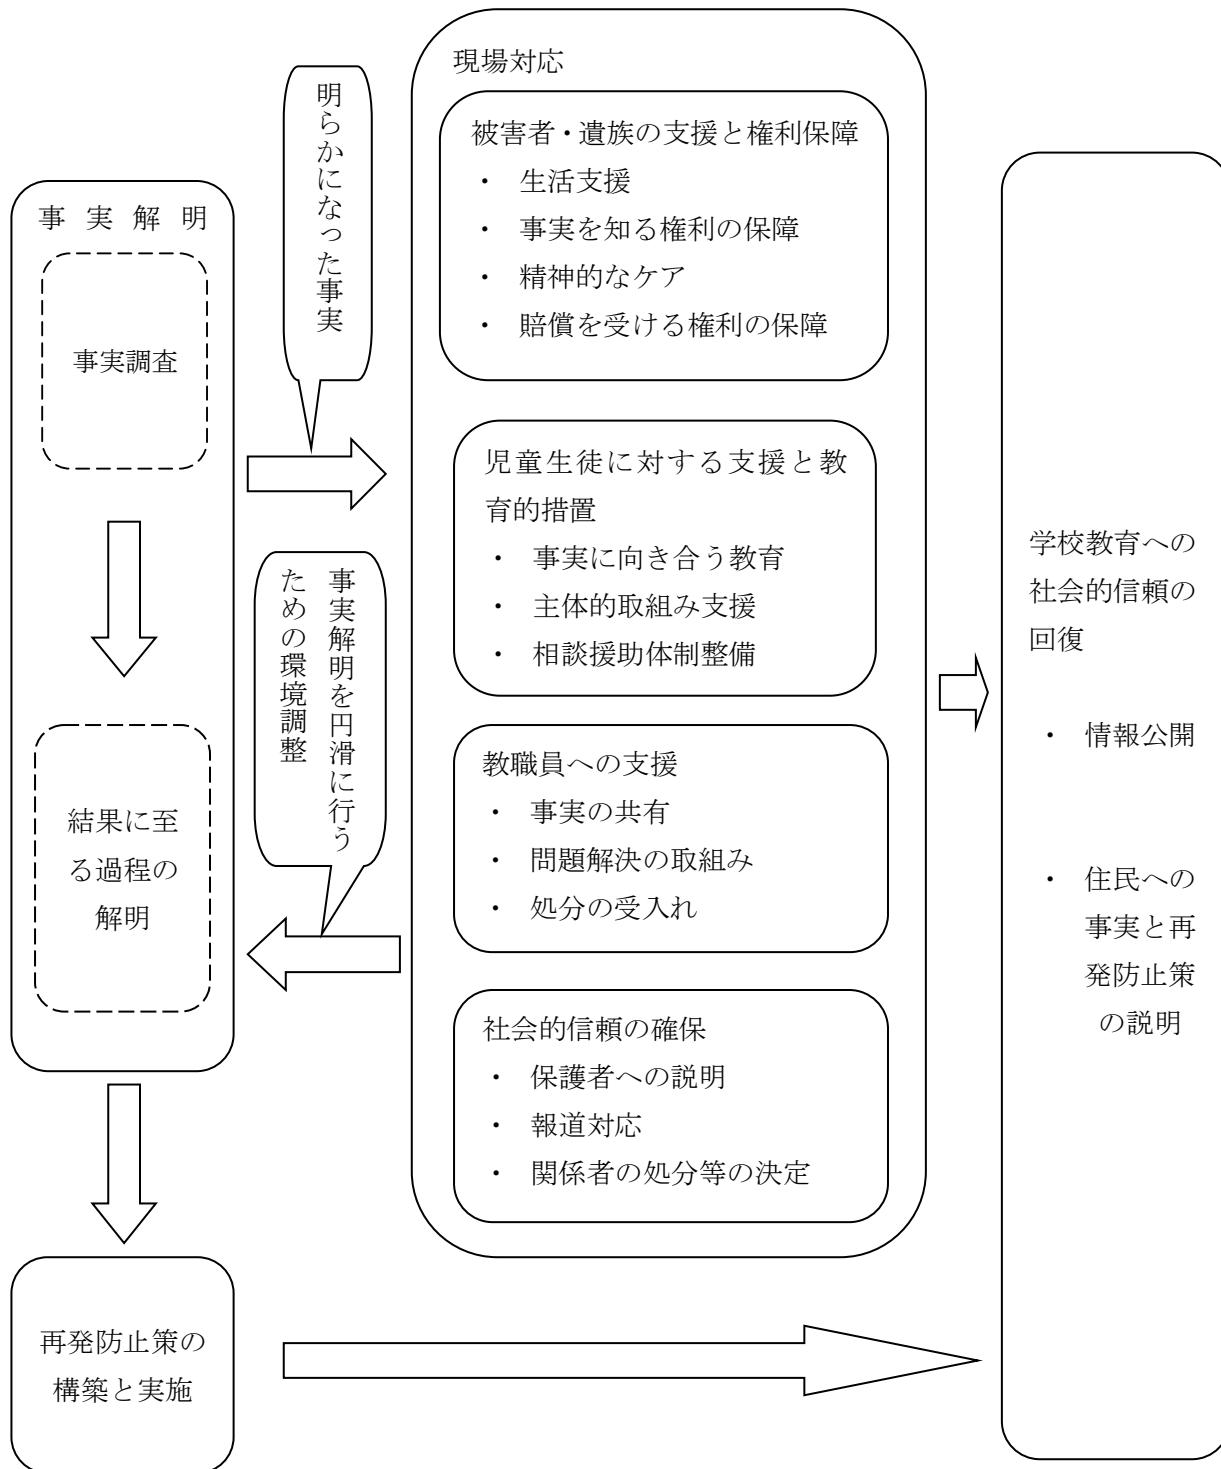 事実解明
事実調査
結果に至
る過程の
解明
再発防止策の
構築と実施
明らかになった事実
事実解明を円滑に行う
ための環境調整
現場対応
被害者・遺族の支援と権利保障
・ 生活支援
・ 事実を知る権利の保障
・ 精神的なケア
・ 賠償を受ける権利の保障
児童生徒に対する支援と教
育的措置
・ 事実に向き合う教育
・ 主体的取組み支援
・ 相談援助体制整備
教職員への支援
・ 事実の共有
・ 問題解決の取組み
・ 処分の受入れ
社会的信頼の確保
・ 保護者への説明
・ 報道対応
・ 関係者の処分等の決定
学校教育への
社会的信頼の
回復
・ 情報公開
・ 住民への
事実と再
発防止策
の説明